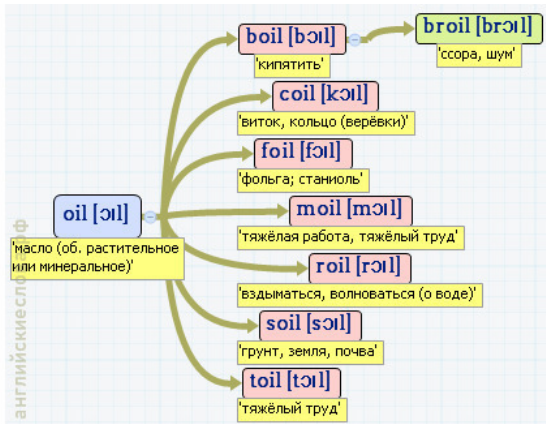 broil [brɔɪl]
'ссора, шум'
boil [bɔɪl]
'кипятить'
coil [kɔɪl]
'виток, кольцо (верёвки)'
foil [fɔɪl]
'фольга; станиоль'
moil [mɔɪl]
'тяжёлая работа, тяжёлый труд'
oil [ɔɪl]
'масло (об. растительное
или минеральное)'
roil [rɔɪl]
'вздыматься, волноваться (о воде)'
soil [sɔɪl]
'грунт, земля, почва'
toil [tɔɪl]
'тяжёлый труд'
английскиеслова.рф